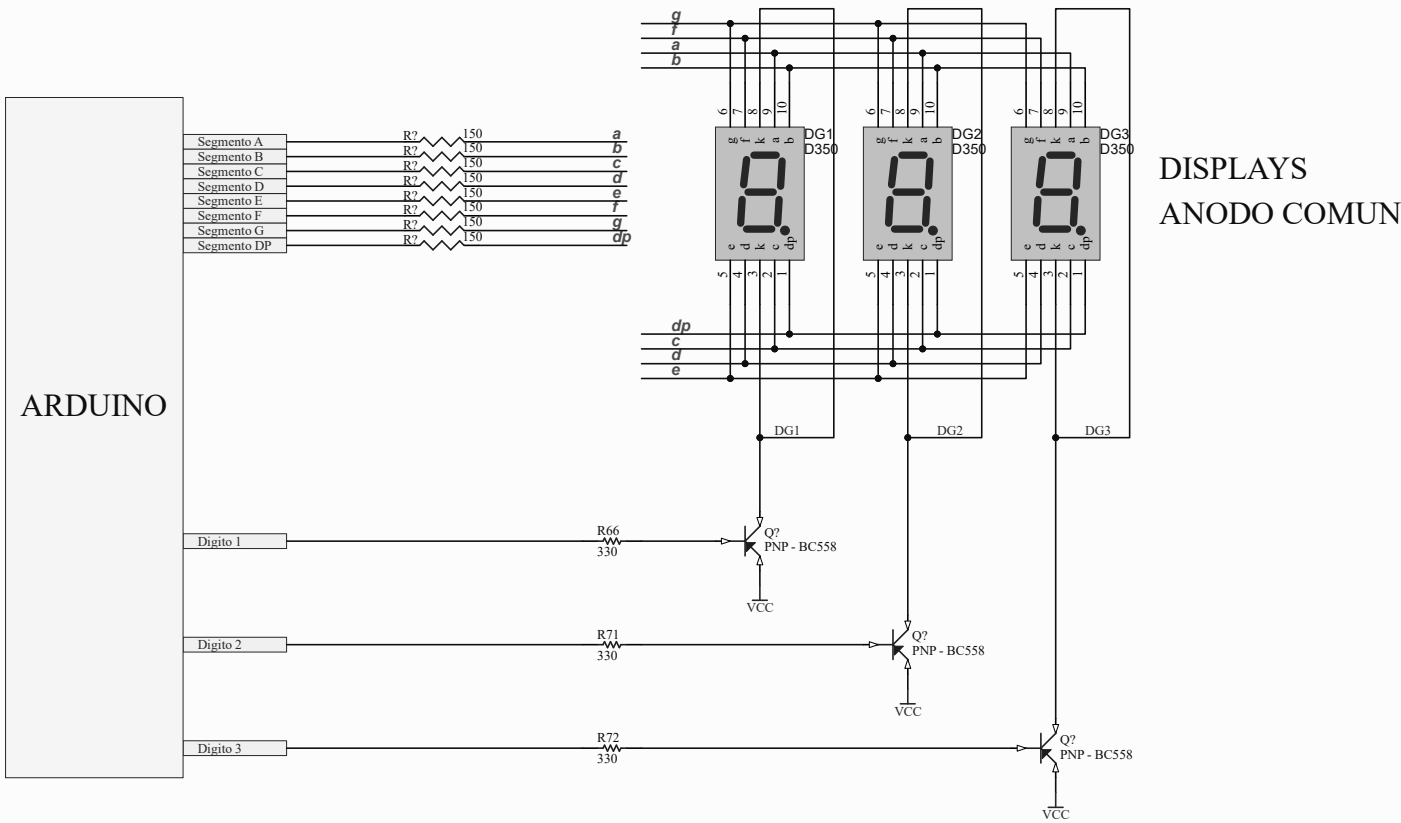 g
f
a
b
Segmento A R? 150 a
Segmento B R? 150 b
Segmento C R? 150 c
Segmento D R? 150 d
Segmento E R? 150 e
Segmento F R? 150 f
Segmento G R? 150 g
Segmento DP R? 150 dp
6 7 8 9 10
g f k a b
DG1
D350
e d k c dp
5 4 3 2 1
6 7 8 9 10
g f k a b
DG2
D350
e d k c dp
5 4 3 2 1
6 7 8 9 10
g f k a b
DG3
D350
e d k c dp
5 4 3 2 1
DISPLAYS
ANODO COMUN
dp
c
d
e
ARDUINO
DG1
DG2
DG3
Digito 1
R66
330
Q?
PNP - BC558
VCC
Digito 2
R71
330
Q?
PNP - BC558
VCC
Digito 3
R72
330
Q?
PNP - BC558
VCC